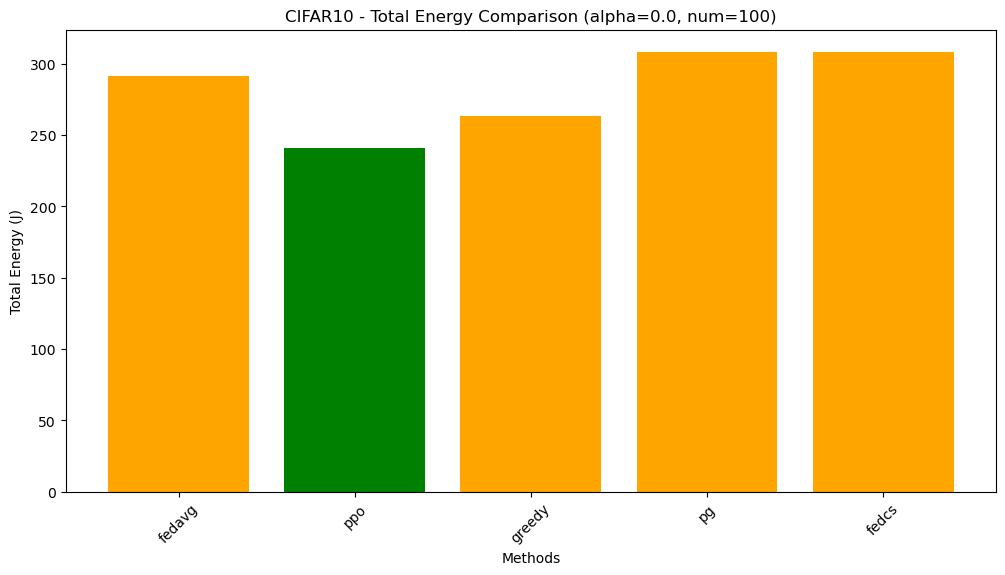 CIFAR10 - Total Energy Comparison (alpha=0.0, num=100)
Total Energy (J)
300
250
200
150
100
50
0
fedavg
ppo
greedy
pg
fedcs
Methods